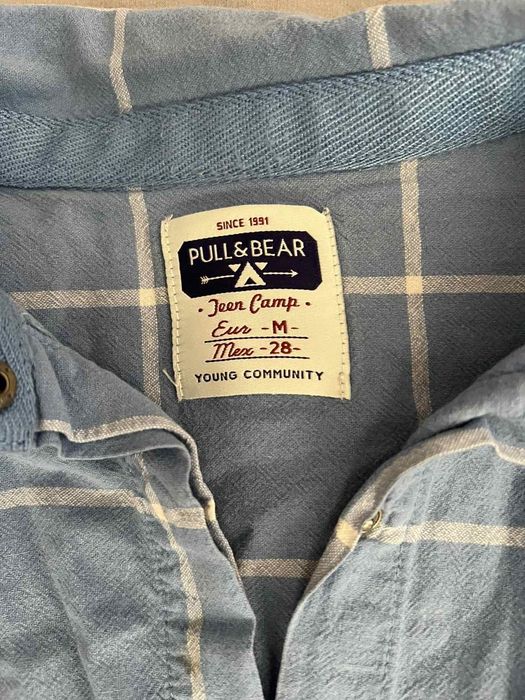 SINCE 1991
PULL&BEAR
· Teen Camp ·
Eur -M-
Mex -28-
YOUNG COMMUNITY